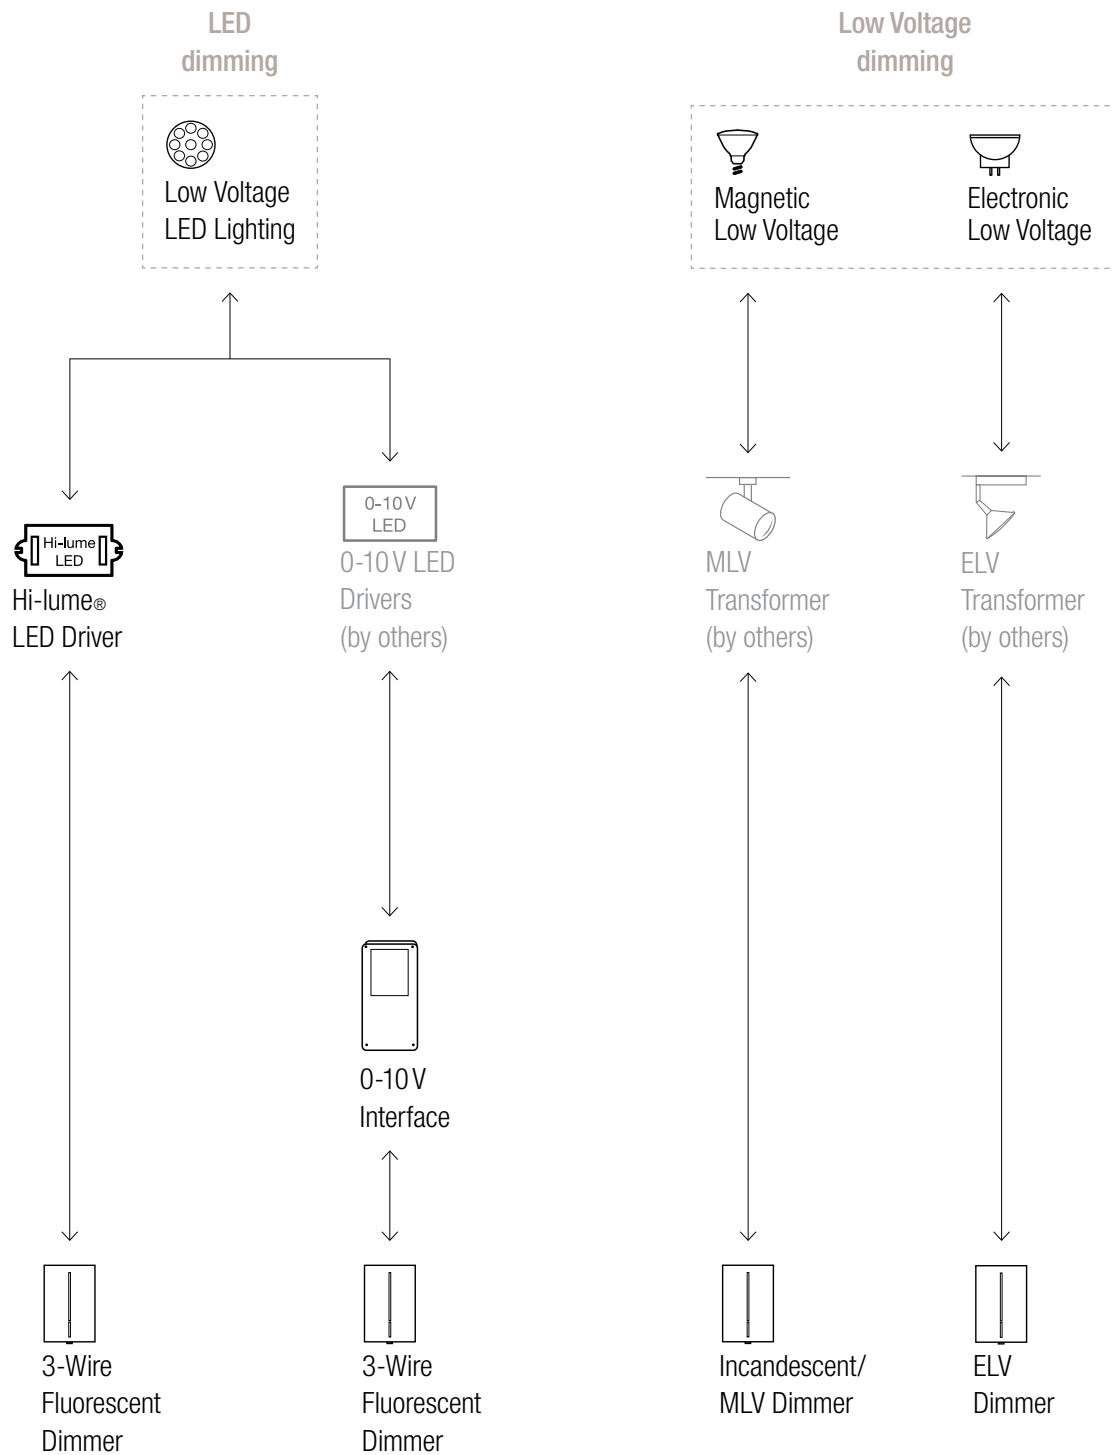 LED
dimming
Low Voltage
dimming
Low Voltage
LED Lighting
Magnetic
Low Voltage
Electronic
Low Voltage
Hi-lume
LED
Hi-lume®
LED Driver
0-10 V
LED
0-10 V LED
Drivers
(by others)
MLV
Transformer
(by others)
ELV
Transformer
(by others)
0-10 V
Interface
3-Wire
Fluorescent
Dimmer
3-Wire
Fluorescent
Dimmer
Incandescent/
MLV Dimmer
ELV
Dimmer